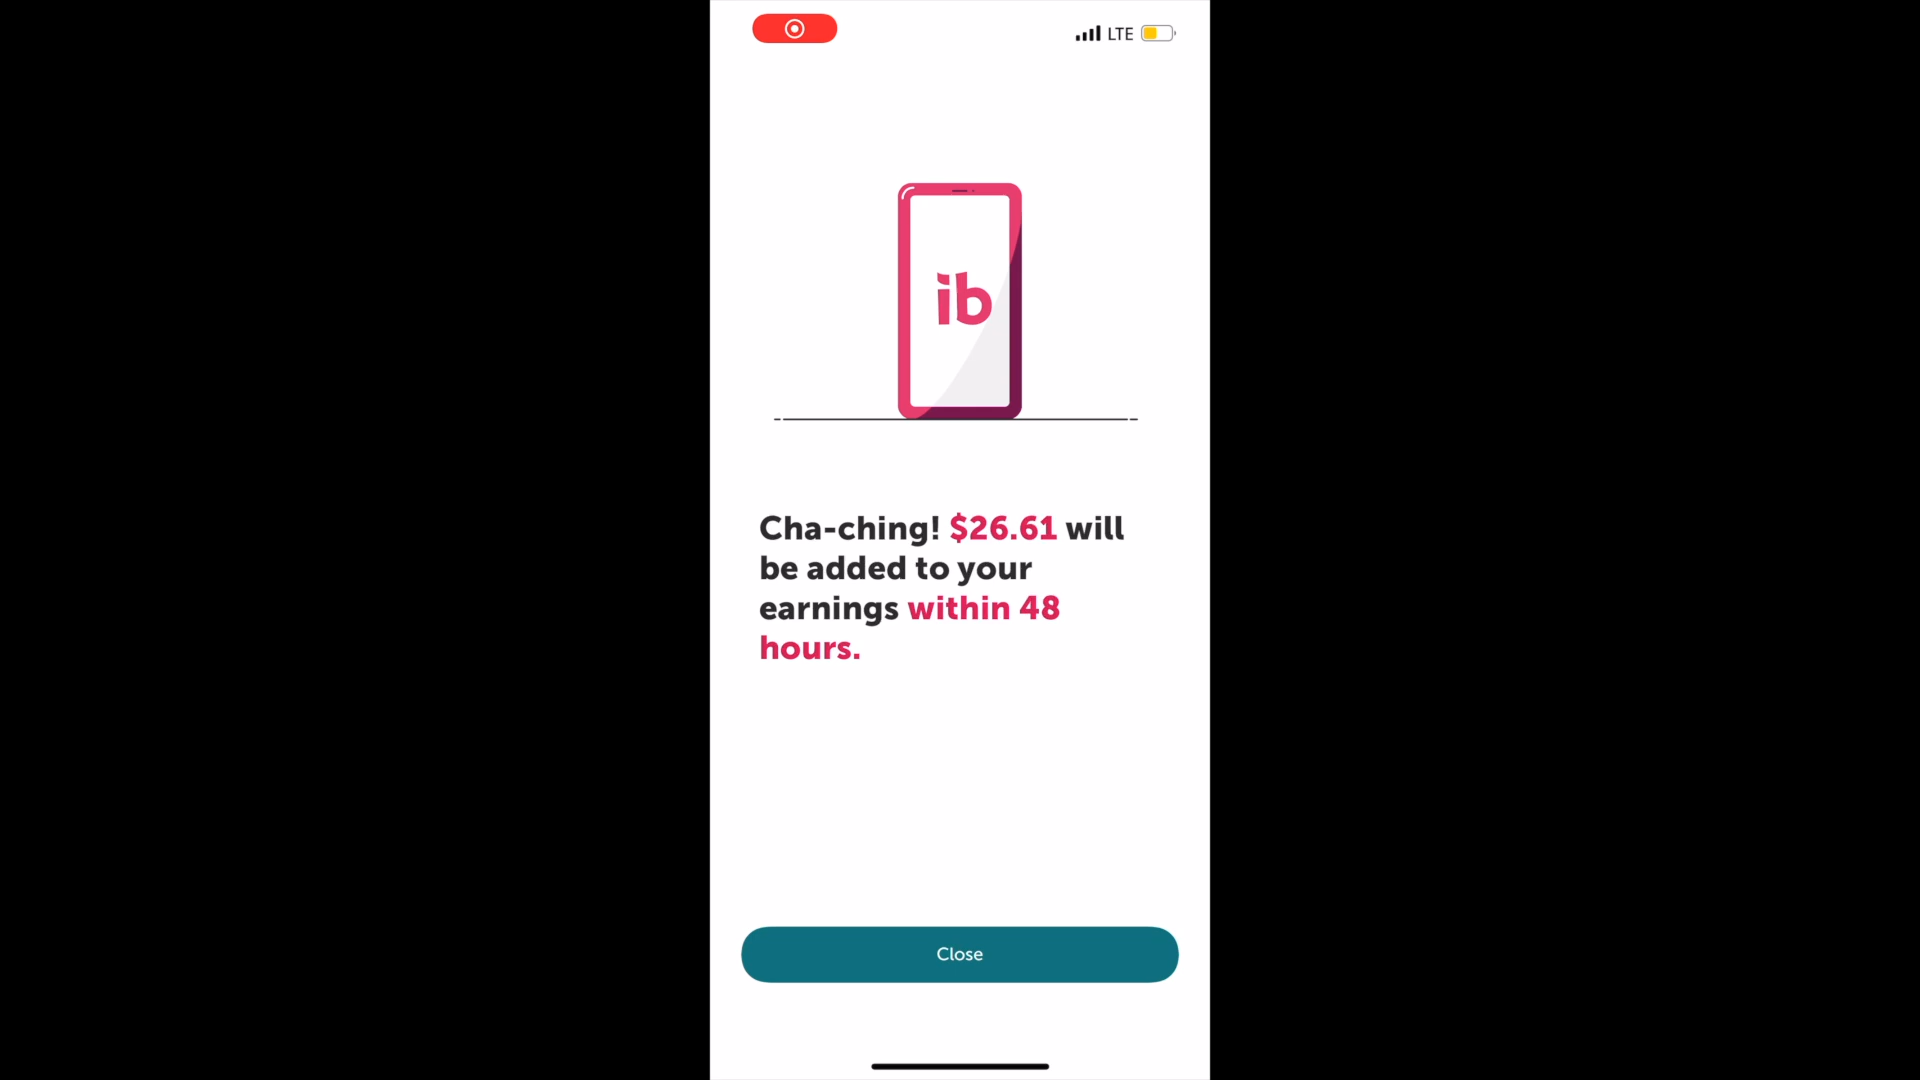 LTE
ib
Cha-ching! $26.61 will
be added to your
earnings within 48
hours.
Close